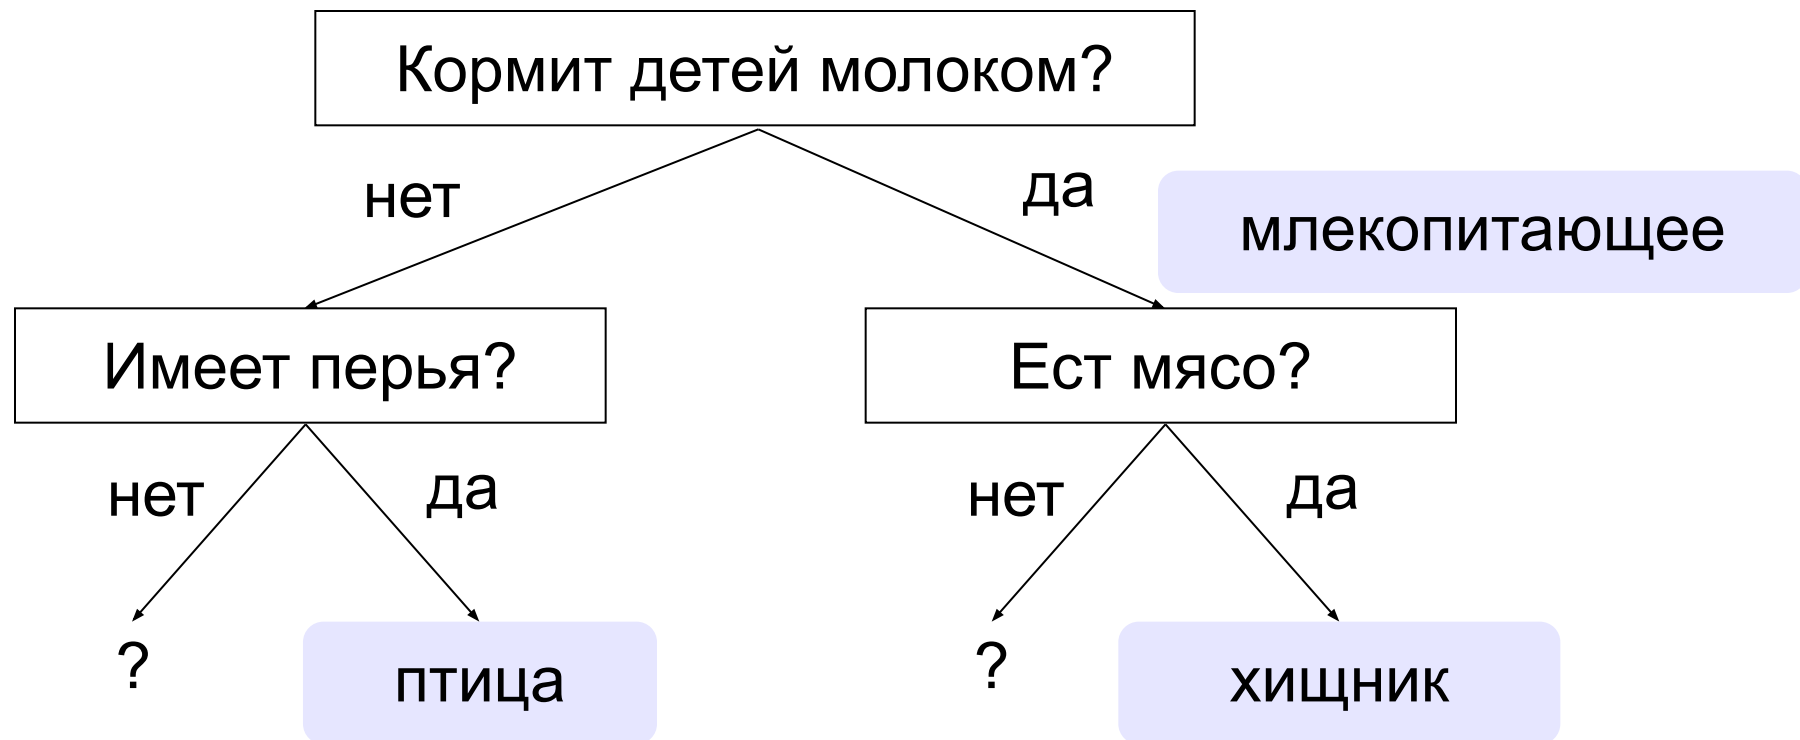 Кормит детей молоком?
нет
да
млекопитающее
Имеет перья?
Ест мясо?
нет
да
нет
да
?
птица
?
хищник